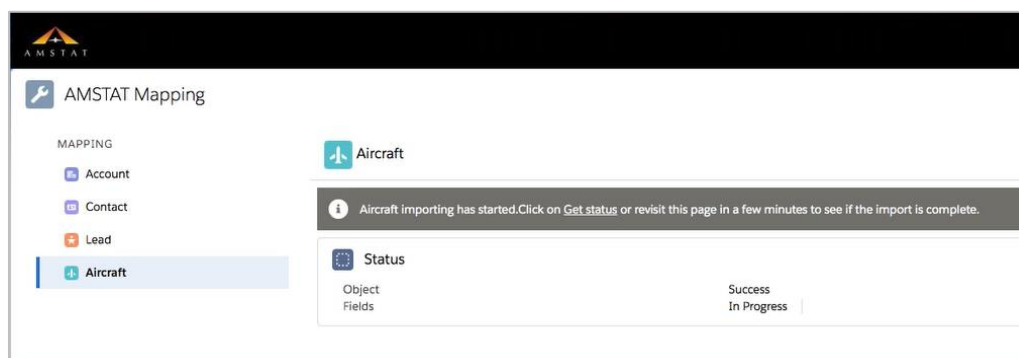 AMSTAT
AMSTAT Mapping
MAPPING
Account
Contact
Lead
Aircraft
Aircraft
Aircraft importing has started.Click on Get status or revisit this page in a few minutes to see if the import is complete.
Status
Object Success
Fields In Progress